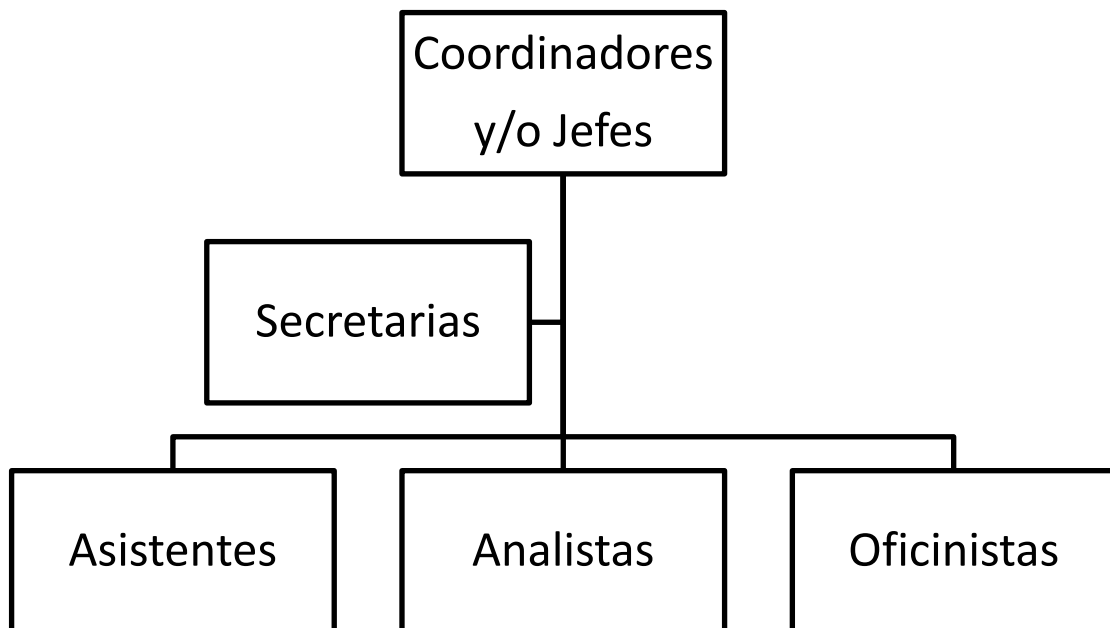 Coordinadores
y/o Jefes
Secretarias
Asistentes
Analistas
Oficinistas